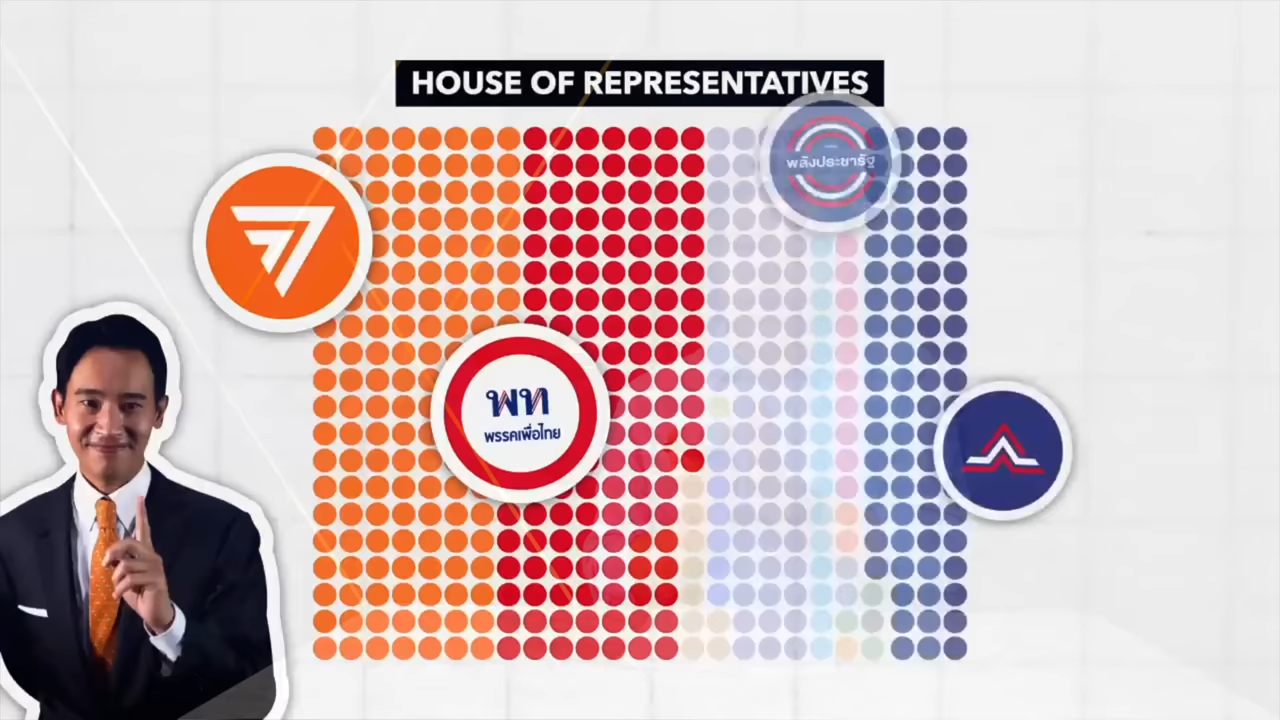 HOUSE OF REPRESENTATIVES
พลังประชารัฐ
พท
พรรคเพื่อไทย